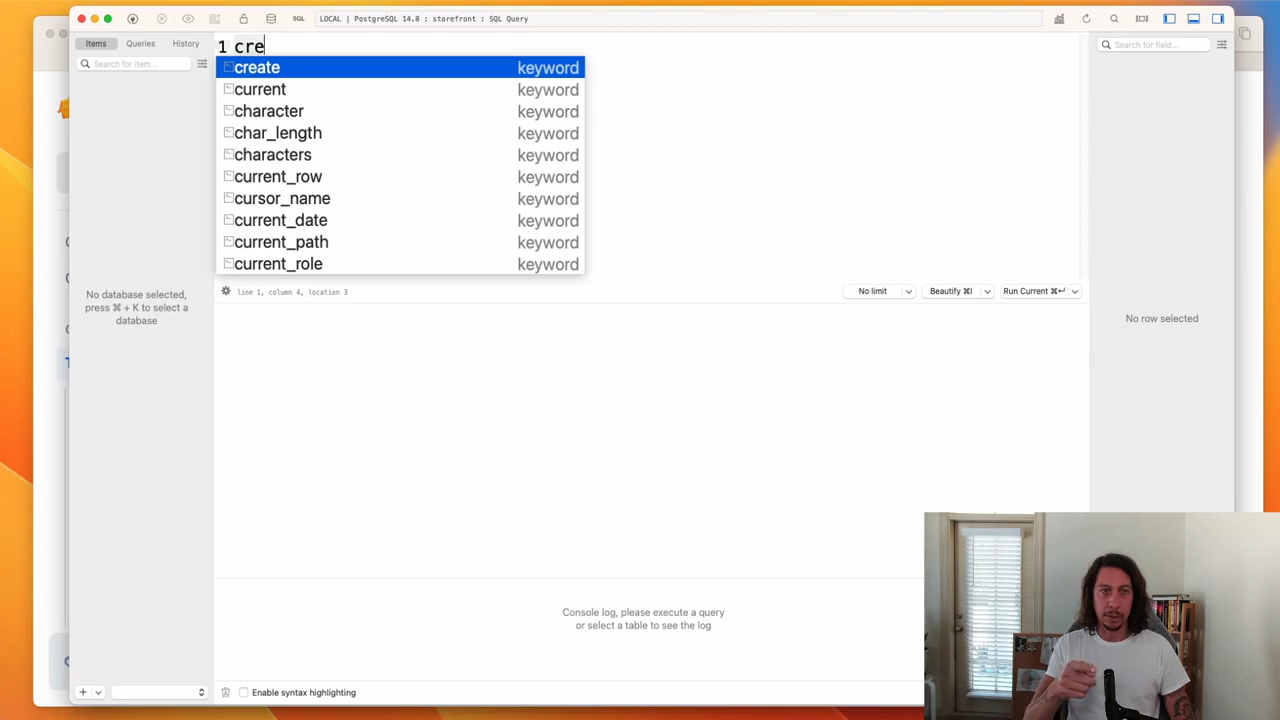 SQL
LOCAL | PostgreSQL 14.8 : storefront : SQL Query
Items
Queries
History
Search for item...
1 cre
create keyword
current keyword
character keyword
char_length keyword
characters keyword
current_row keyword
cursor_name keyword
current_date keyword
current_path keyword
current_role keyword
Search for field...
No database selected,
press ⌘ + K to select a
database
line 1, column 4, location 3
No limit
Beautify ⌘I
Run Current ⌘↩
No row selected
Console log, please execute a query
or select a table to see the log
Enable syntax highlighting